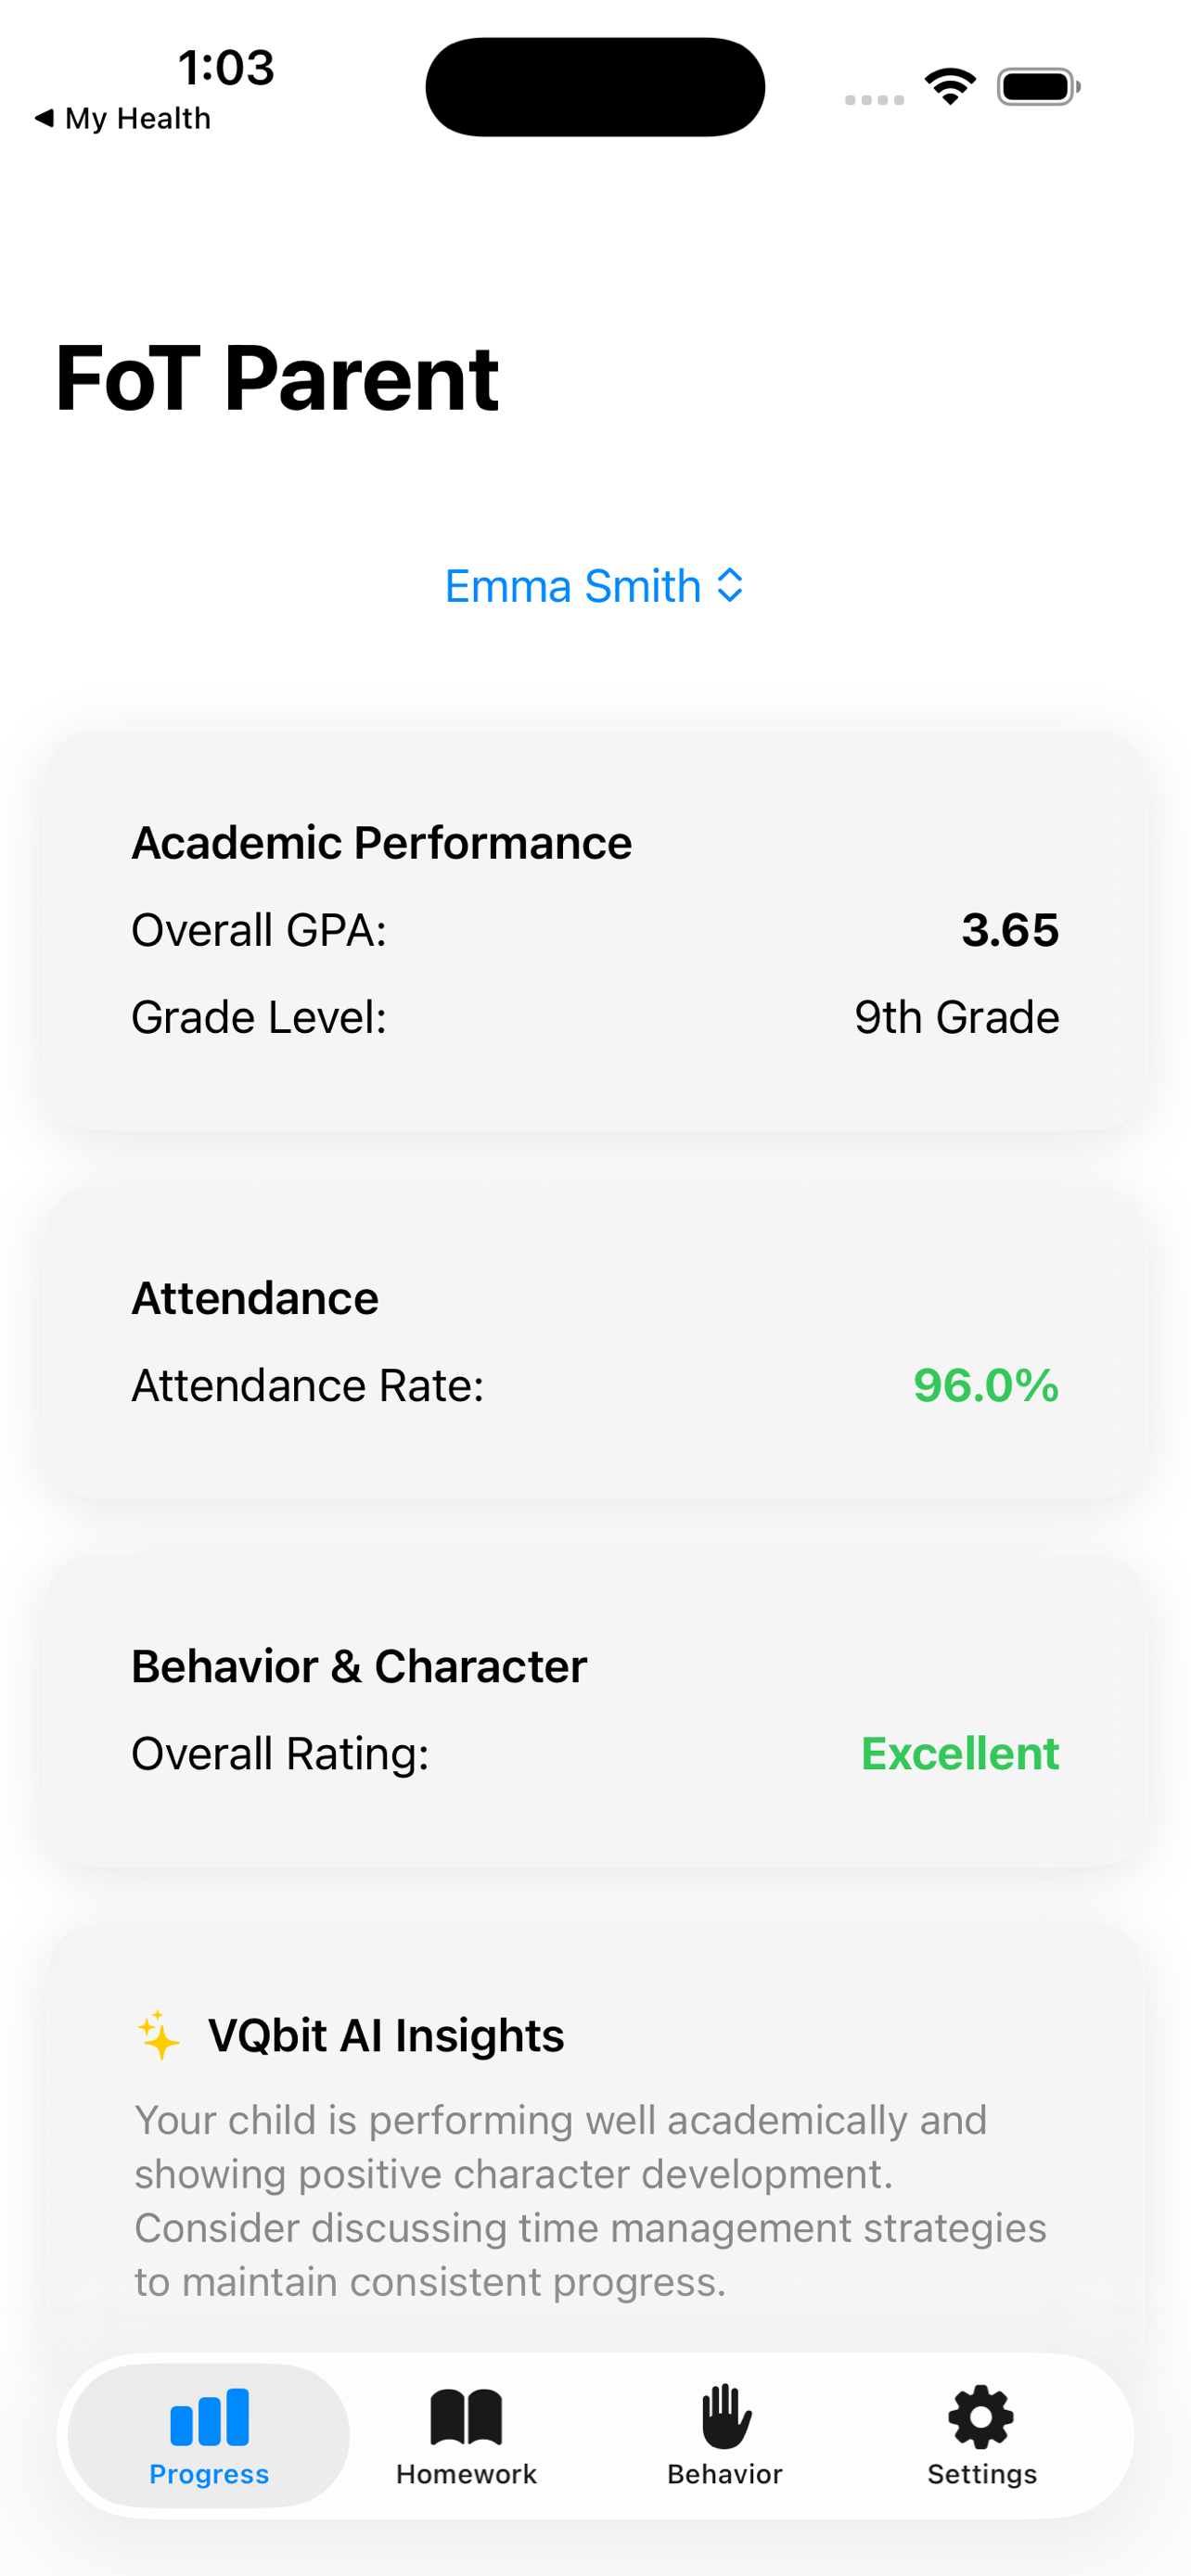 1:03
My Health
FoT Parent
Emma Smith
Academic Performance
Overall GPA: 3.65
Grade Level: 9th Grade
Attendance
Attendance Rate: 96.0%
Behavior & Character
Overall Rating: Excellent
VQbit AI Insights
Your child is performing well academically and
showing positive character development.
Consider discussing time management strategies
to maintain consistent progress.
Progress Homework Behavior Settings